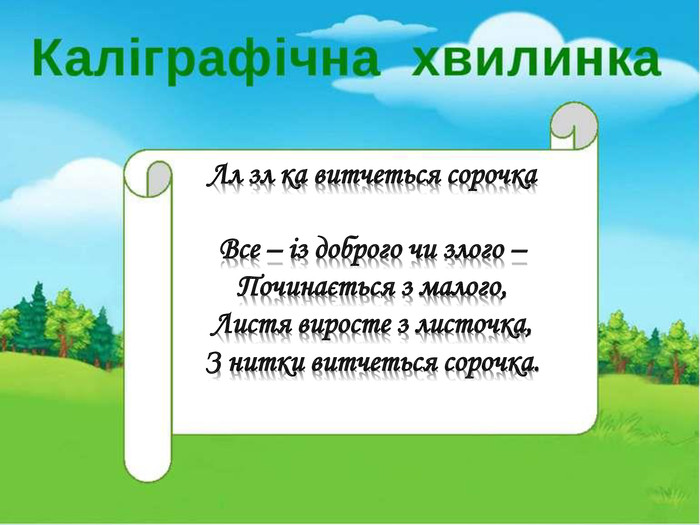 Каліграфічна хвилинка
Лл зл ка витчеться сорочка
Все – із доброго чи злого –
Починається з малого,
Листя виросте з листочка,
З нитки витчеться сорочка.